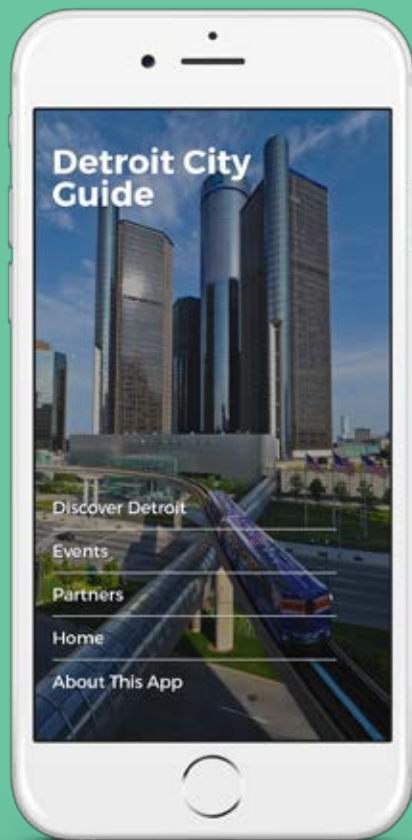 Detroit City
Guide
Discover Detroit
Events
Partners
Home
About This App